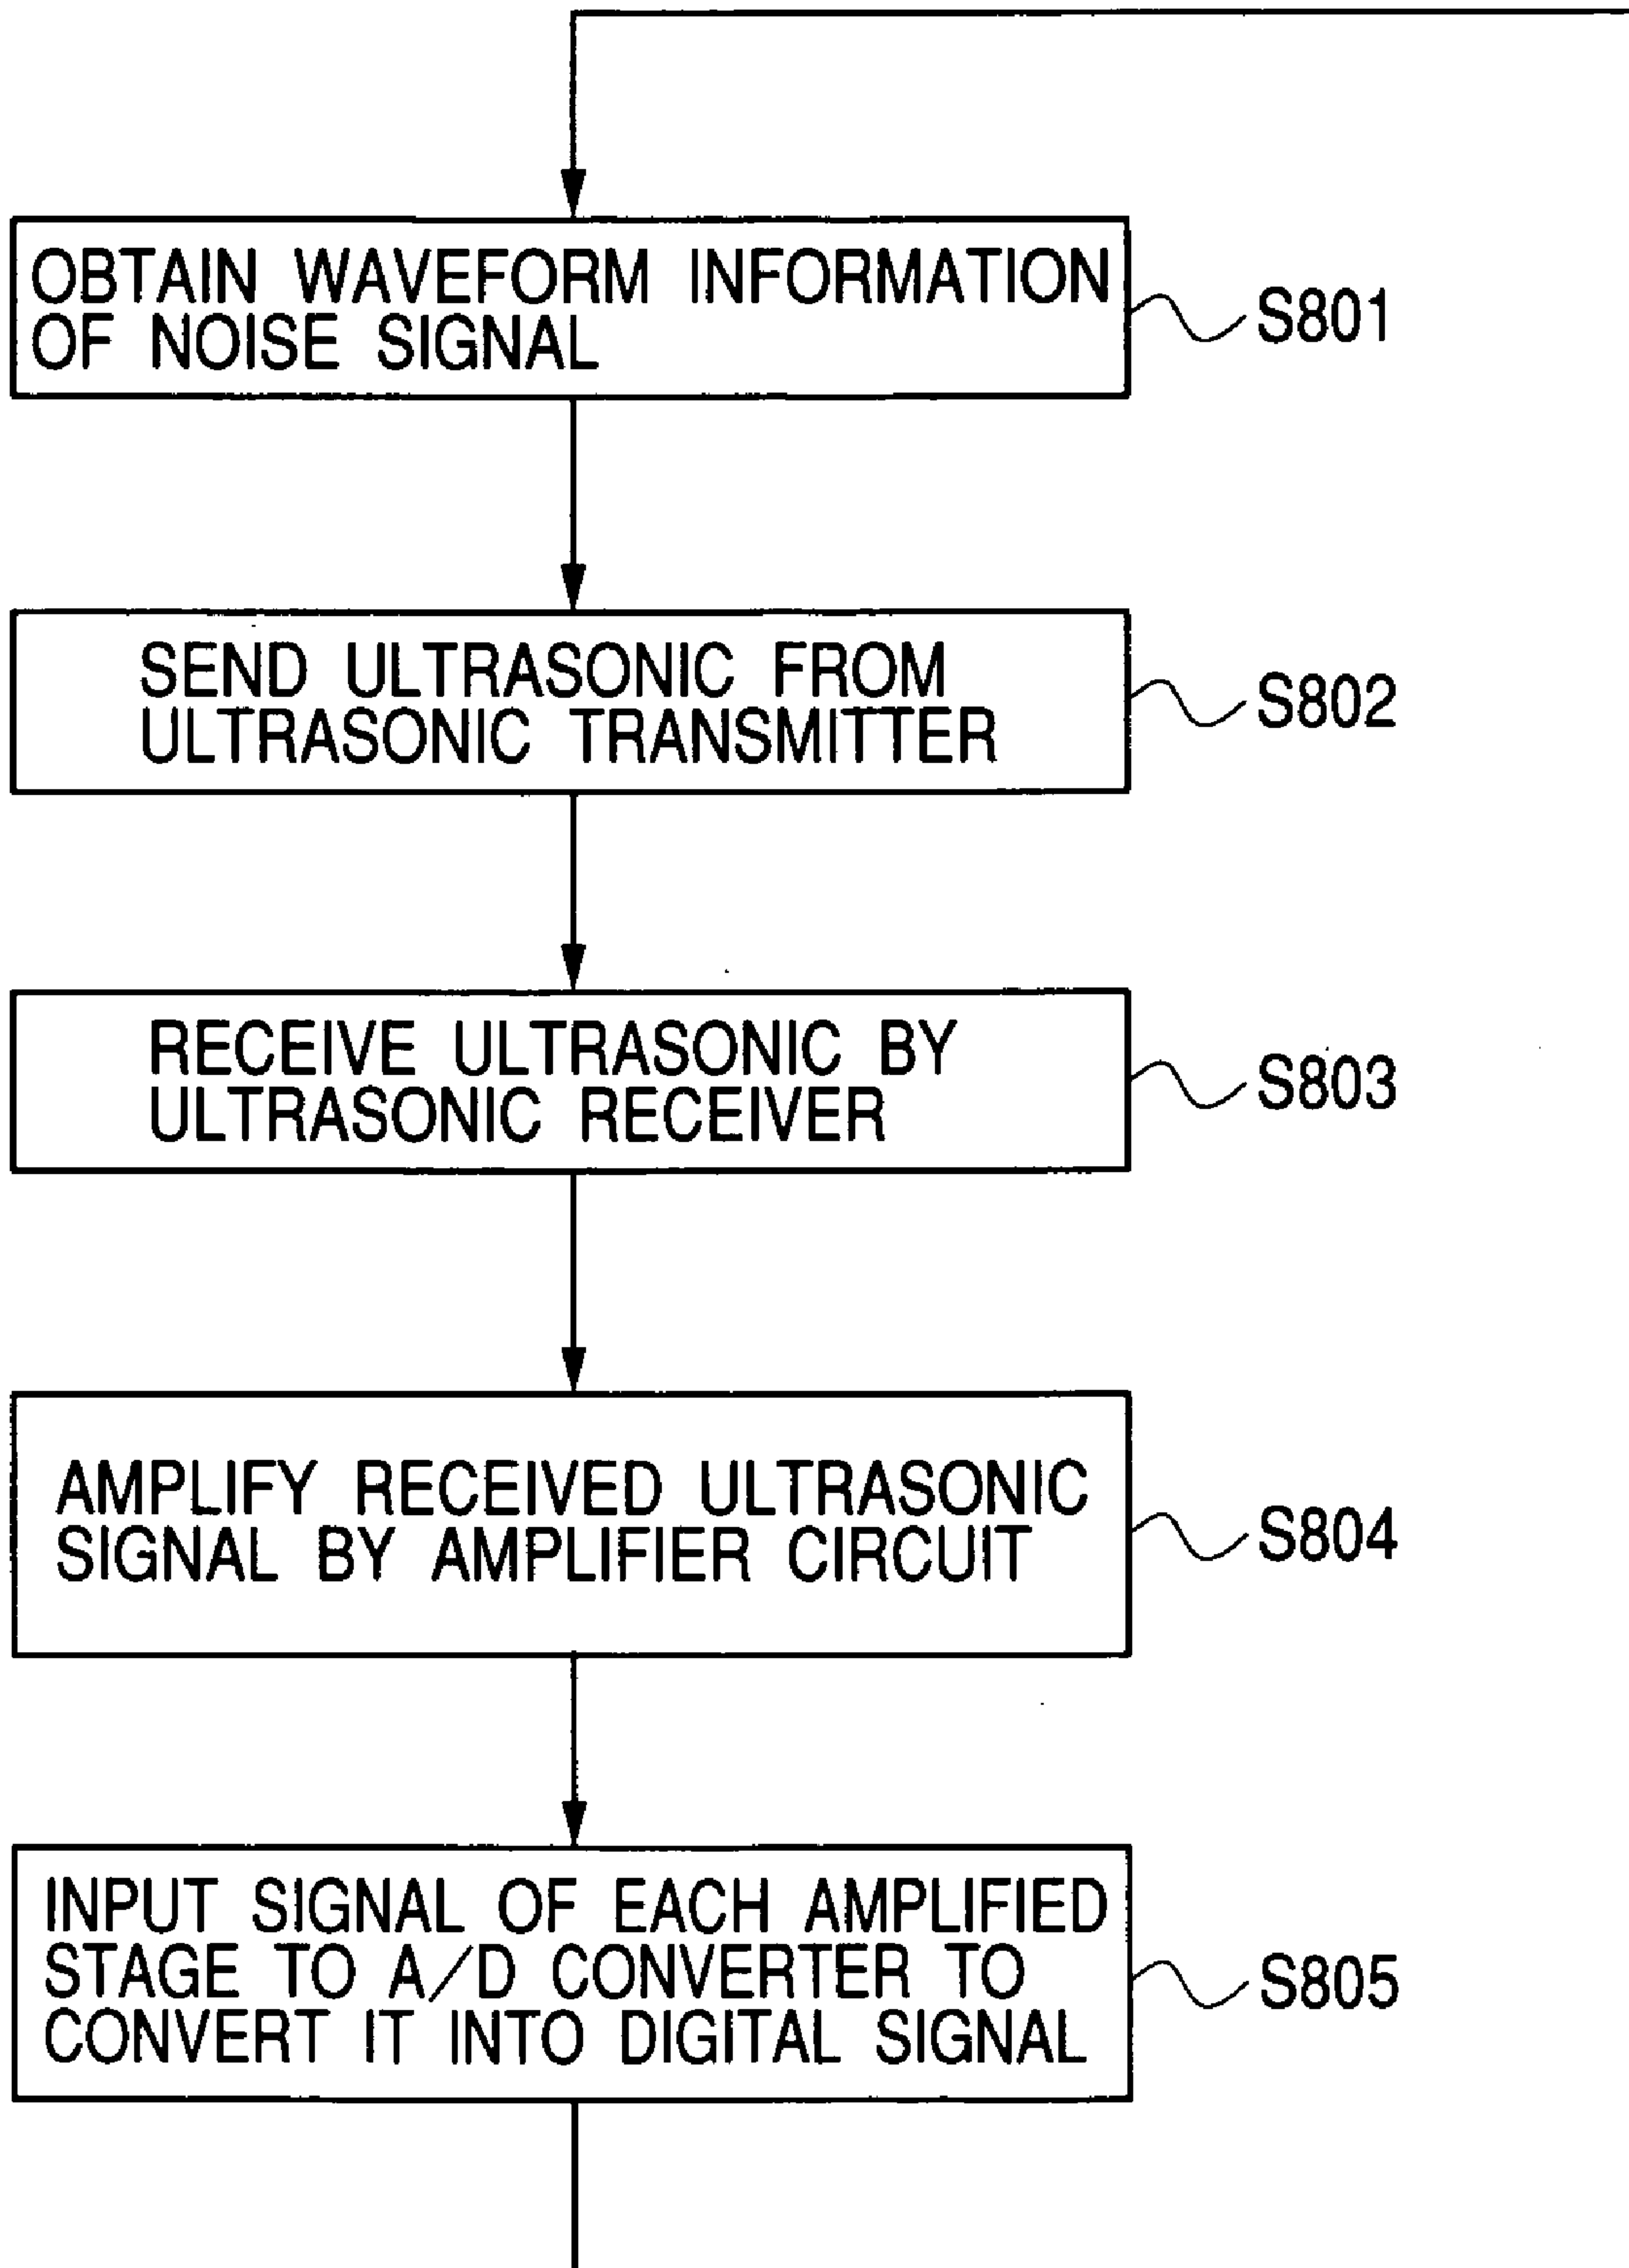 OBTAIN WAVEFORM INFORMATION
OF NOISE SIGNAL
S801
SEND ULTRASONIC FROM
ULTRASONIC TRANSMITTER
S802
RECEIVE ULTRASONIC BY
ULTRASONIC RECEIVER
S803
AMPLIFY RECEIVED ULTRASONIC
SIGNAL BY AMPLIFIER CIRCUIT
S804
INPUT SIGNAL OF EACH AMPLIFIED
STAGE TO A/D CONVERTER TO
CONVERT IT INTO DIGITAL SIGNAL
S805